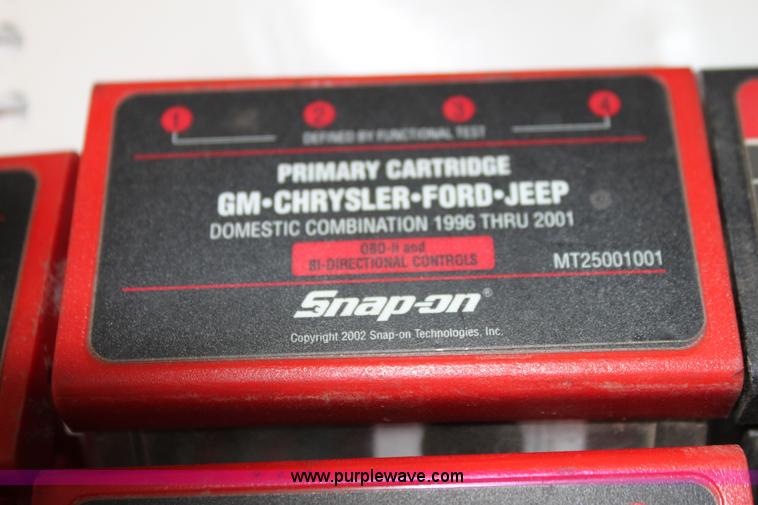 1 2 3 4
DEFINED BY FUNCTIONAL TEST
PRIMARY CARTRIDGE
GM•CHRYSLER•FORD•JEEP
DOMESTIC COMBINATION 1996 THRU 2001
OBD-II and
BI-DIRECTIONAL CONTROLS
MT25001001
Snap-on®
Copyright 2002 Snap-on Technologies, Inc.
www.purplewave.com